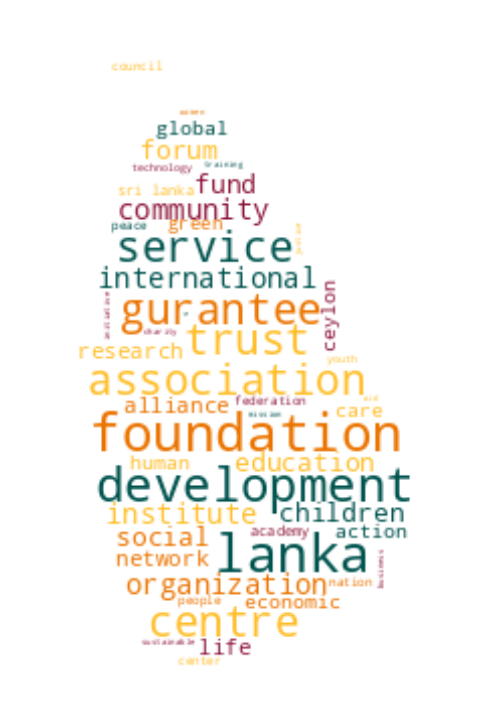 council
women
global
forum
technology training
sri lanka fund
community
peace green
service justice
international
initiative gurantee ceylon
charity trust
research
youth
association
aid
alliance federation
mission care
foundation
human education
development
institute children
social academy action
network lanka business
organization nation
people economic
centre
sustainable life
center